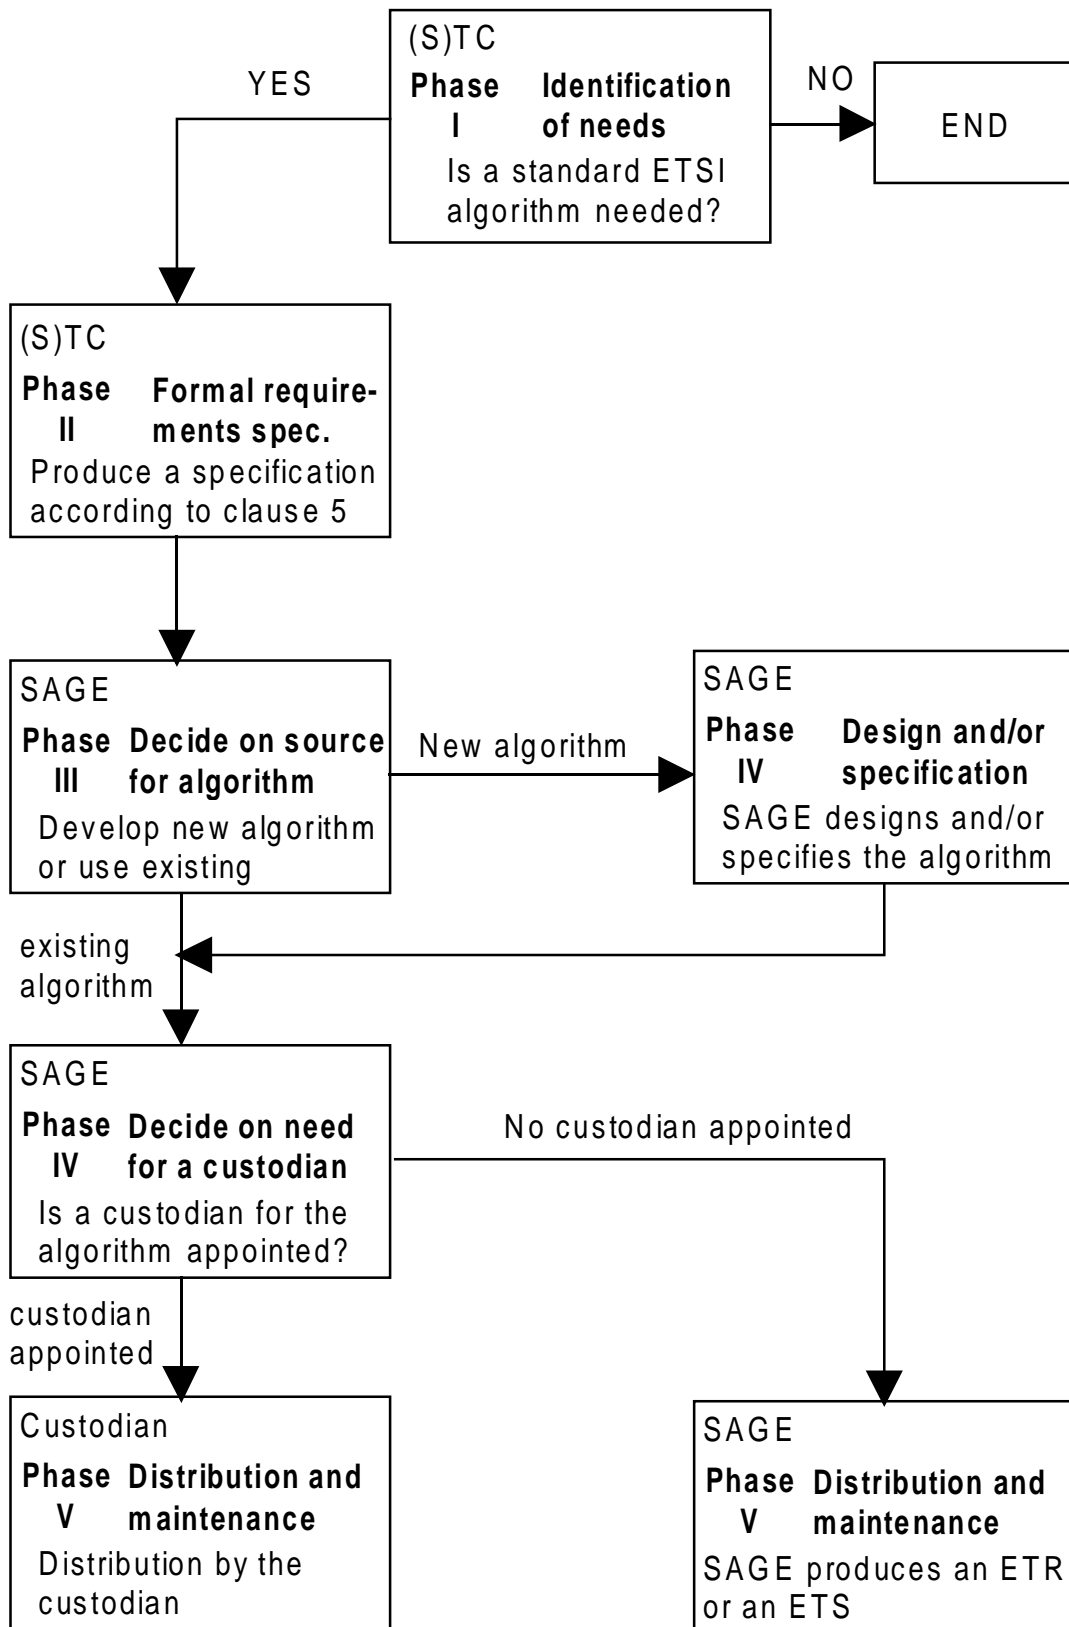 (S)TC
Phase Identification
I of needs
Is a standard ETSI
algorithm needed?
YES
NO
END
(S)TC
Phase Formal require-
II ments spec.
Produce a specification
according to clause 5
SAGE
Phase Decide on source
III for algorithm
Develop new algorithm
or use existing
New algorithm
SAGE
Phase Design and/or
IV specification
SAGE designs and/or
specifies the algorithm
existing
algorithm
SAGE
Phase Decide on need
IV for a custodian
Is a custodian for the
algorithm appointed?
No custodian appointed
custodian
appointed
Custodian
Phase Distribution and
V maintenance
Distribution by the
custodian
SAGE
Phase Distribution and
V maintenance
SAGE produces an ETR
or an ETS